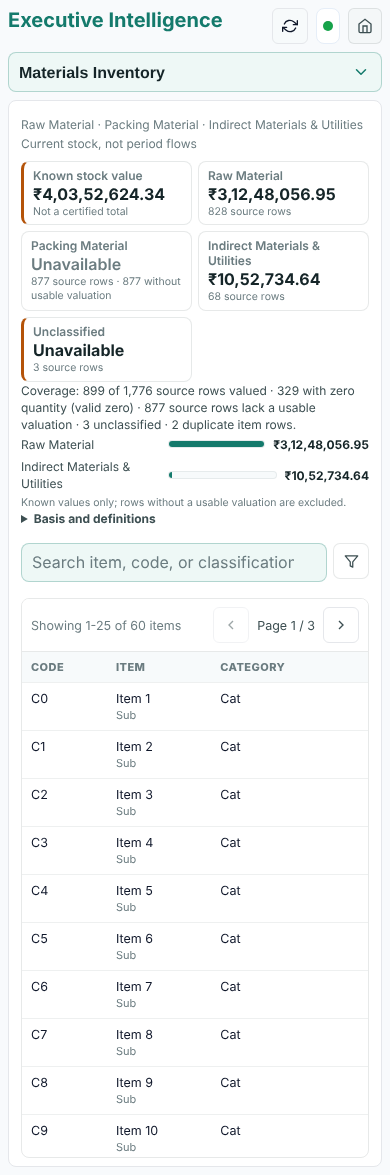 Executive Intelligence
Materials Inventory
Raw Material · Packing Material · Indirect Materials & Utilities
Current stock, not period flows
Known stock value
₹4,03,52,624.34
Not a certified total
Raw Material
₹3,12,48,056.95
828 source rows
Packing Material
Unavailable
877 source rows · 877 without
usable valuation
Indirect Materials &
Utilities
₹10,52,734.64
68 source rows
Unclassified
Unavailable
3 source rows
Coverage: 899 of 1,776 source rows valued · 329 with zero
quantity (valid zero) · 877 source rows lack a usable
valuation · 3 unclassified · 2 duplicate item rows.
Raw Material ₹3,12,48,056.95
Indirect Materials &
Utilities ₹10,52,734.64
Known values only; rows without a usable valuation are excluded.
Basis and definitions
Search item, code, or classificatior
Showing 1-25 of 60 items Page 1 / 3
CODE ITEM CATEGORY
C0 Item 1 Cat
Sub
C1 Item 2 Cat
Sub
C2 Item 3 Cat
Sub
C3 Item 4 Cat
Sub
C4 Item 5 Cat
Sub
C5 Item 6 Cat
Sub
C6 Item 7 Cat
Sub
C7 Item 8 Cat
Sub
C8 Item 9 Cat
Sub
C9 Item 10 Cat
Sub